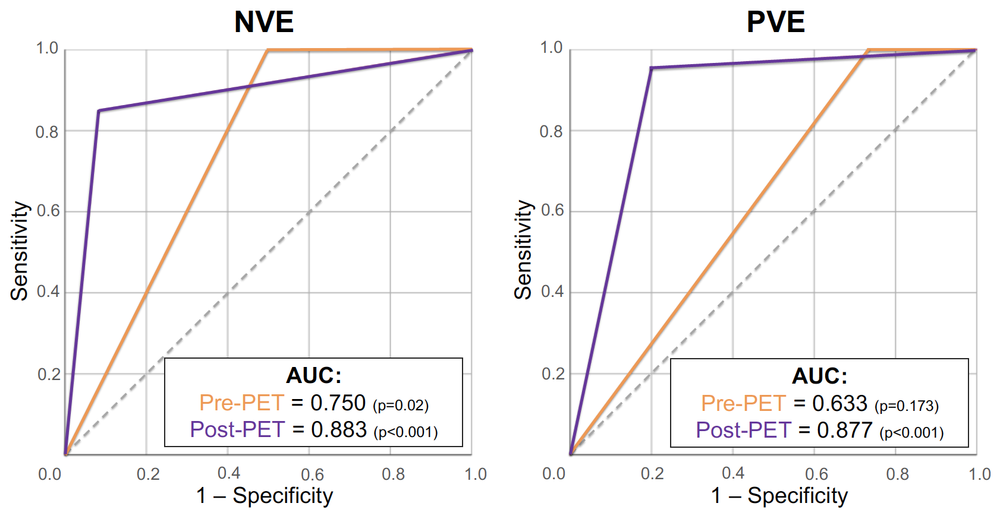 NVE
1.0
0.8
0.6
0.4
0.2
0.0
0.2
0.4
0.6
0.8
1.0
Sensitivity
1 – Specificity
AUC:
Pre-PET = 0.750 (p=0.02)
Post-PET = 0.883 (p<0.001)
PVE
1.0
0.8
0.6
0.4
0.2
0.0
0.2
0.4
0.6
0.8
1.0
Sensitivity
1 – Specificity
AUC:
Pre-PET = 0.633 (p=0.173)
Post-PET = 0.877 (p<0.001)